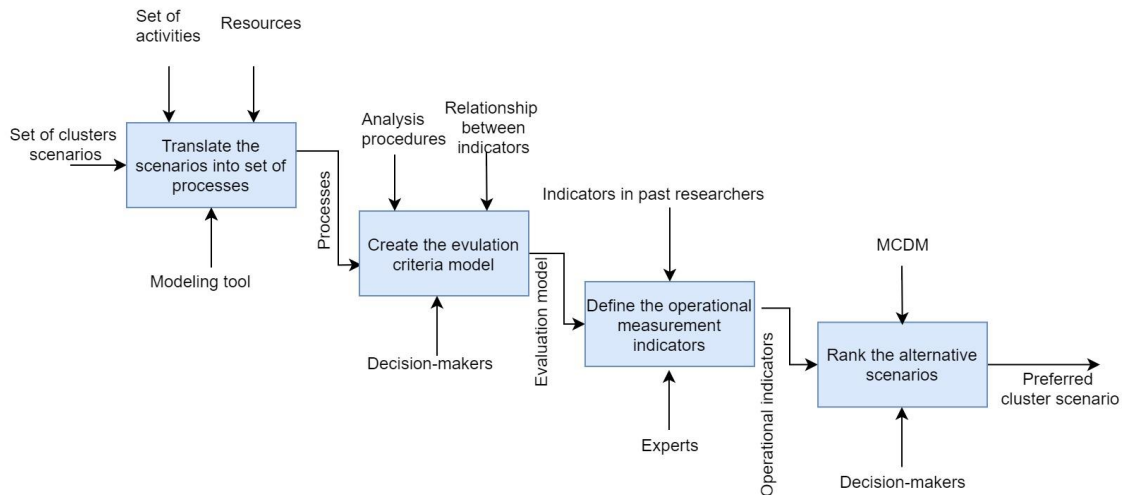 Set of
activities
Resources
Set of clusters
scenarios
Translate the
scenarios into set of
processes
Modeling tool
Processes
Analysis
procedures
Relationship
between
indicators
Create the evulation
criteria model
Decision-makers
Evaluation model
Indicators in past researchers
Define the operational
measurement
indicators
Experts
Operational indicators
MCDM
Rank the alternative
scenarios
Decision-makers
Preferred
cluster scenario